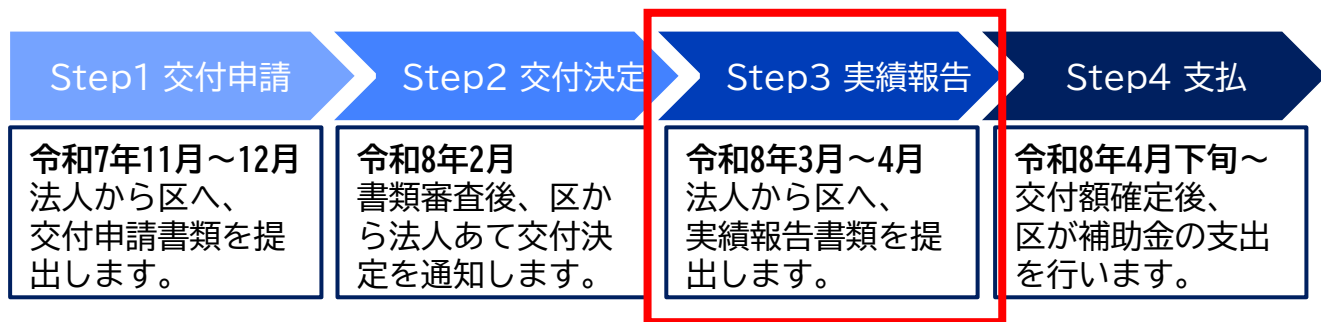 Step1 交付申請
Step2 交付決定
Step3 実績報告
Step4 支払
令和7年11月～12月
法人から区へ、
交付申請書類を提
出します。
令和8年2月
書類審査後、区か
ら法人あて交付決
定を通知します。
令和8年3月～4月
法人から区へ、
実績報告書類を提
出します。
令和8年4月下旬～
交付額確定後、
区が補助金の支出
を行います。